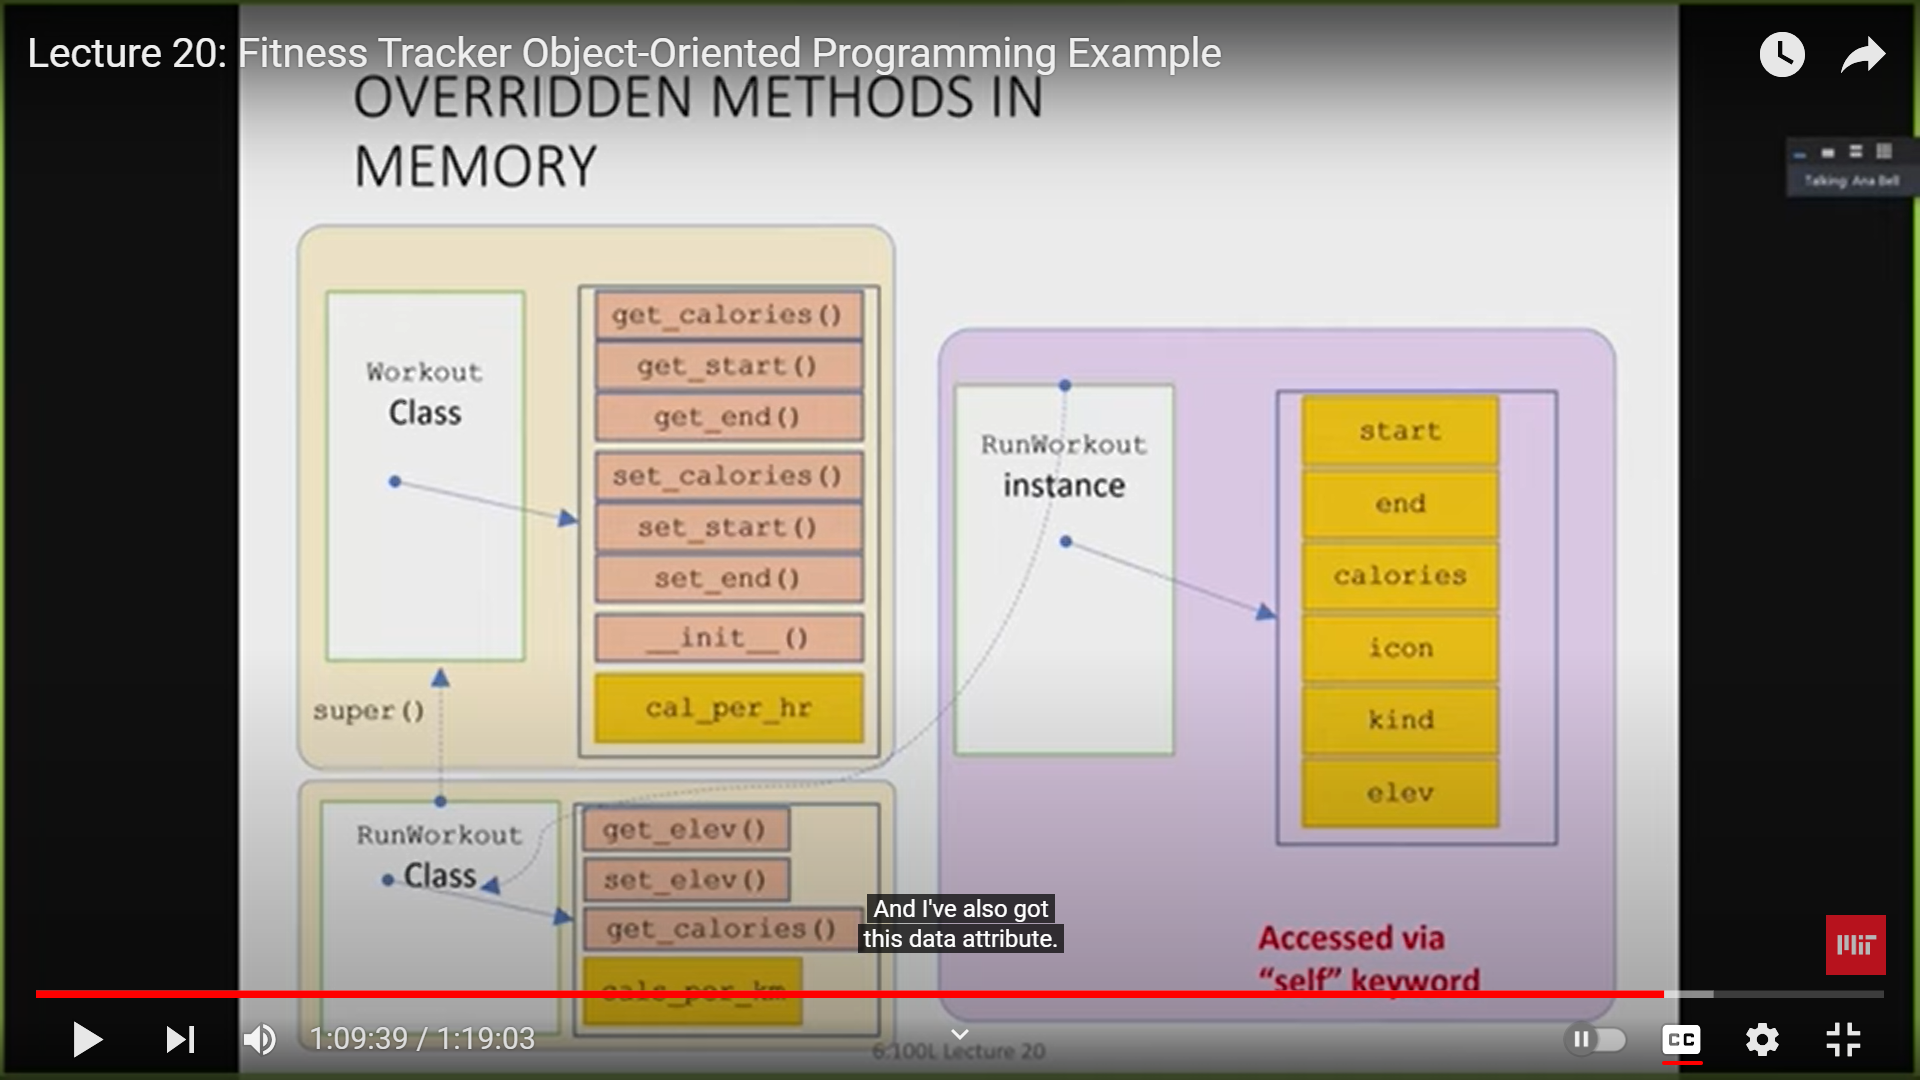 Lecture 20: Fitness Tracker Object-Oriented Programming Example
OVERRIDDEN METHODS IN
MEMORY
Talking: Ana Bell
Workout
Class
get_calories()
get_start()
get_end()
set_calories()
set_start()
set_end()
__init__()
cal_per_hr
super()
RunWorkout
Class
get_elev()
set_elev()
get_calories()
cals_per_km
RunWorkout
instance
start
end
calories
icon
kind
elev
Accessed via
“self” keyword
And I've also got
this data attribute.
MIT
1:09:39 / 1:19:03
CC
6.100L Lecture 20